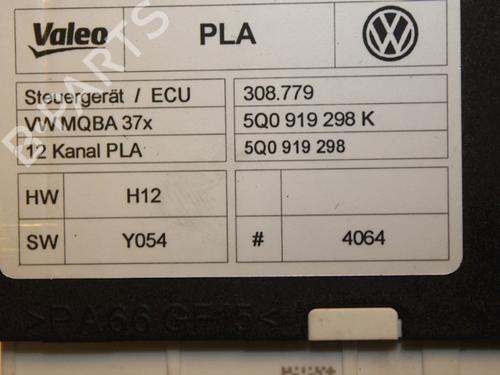 Valeo PLA
Steuergerät / ECU 308.779
VW MQBA 37x 5Q0 919 298 K
12 Kanal PLA 5Q0 919 298
HW H12
SW Y054 # 4064
>PA66 GF15<
B-PARTS